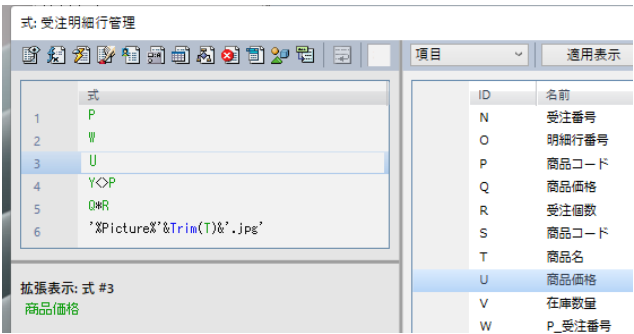 式: 受注明細行管理
項目 適用表示
式
1 P
2 W
3 U
4 Y<>P
5 Q*R
6 '%Picture%'&Trim(T)&'.jpg'
拡張表示: 式 #3
商品価格
ID 名前
N 受注番号
O 明細行番号
P 商品コード
Q 商品価格
R 受注個数
S 商品コード
T 商品名
U 商品価格
V 在庫数量
W P_受注番号